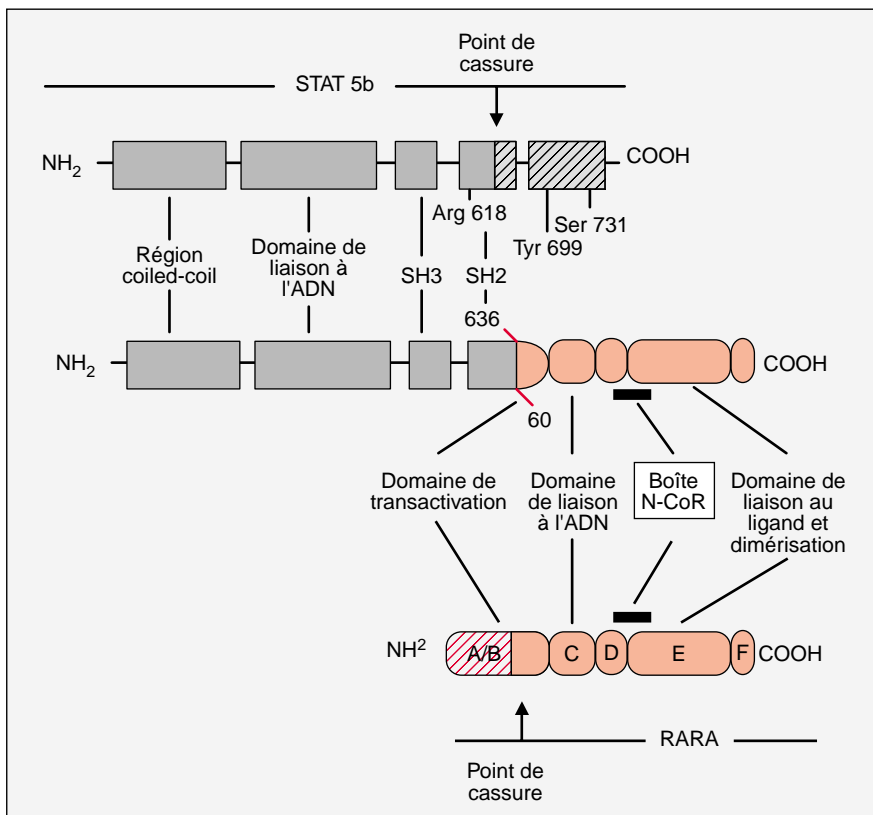 Point de
cassure
STAT 5b
NH2
COOH
Arg 618
Ser 731
Tyr 699
Région
coiled-coil
Domaine de
liaison à
l'ADN
SH3
SH2
636
NH2
COOH
60
Domaine de
transactivation
Domaine
de liaison
à l'ADN
Boîte
N-CoR
Domaine de
liaison au
ligand et
dimérisation
NH2
A/B
C
D
E
F
COOH
RARA
Point de
cassure